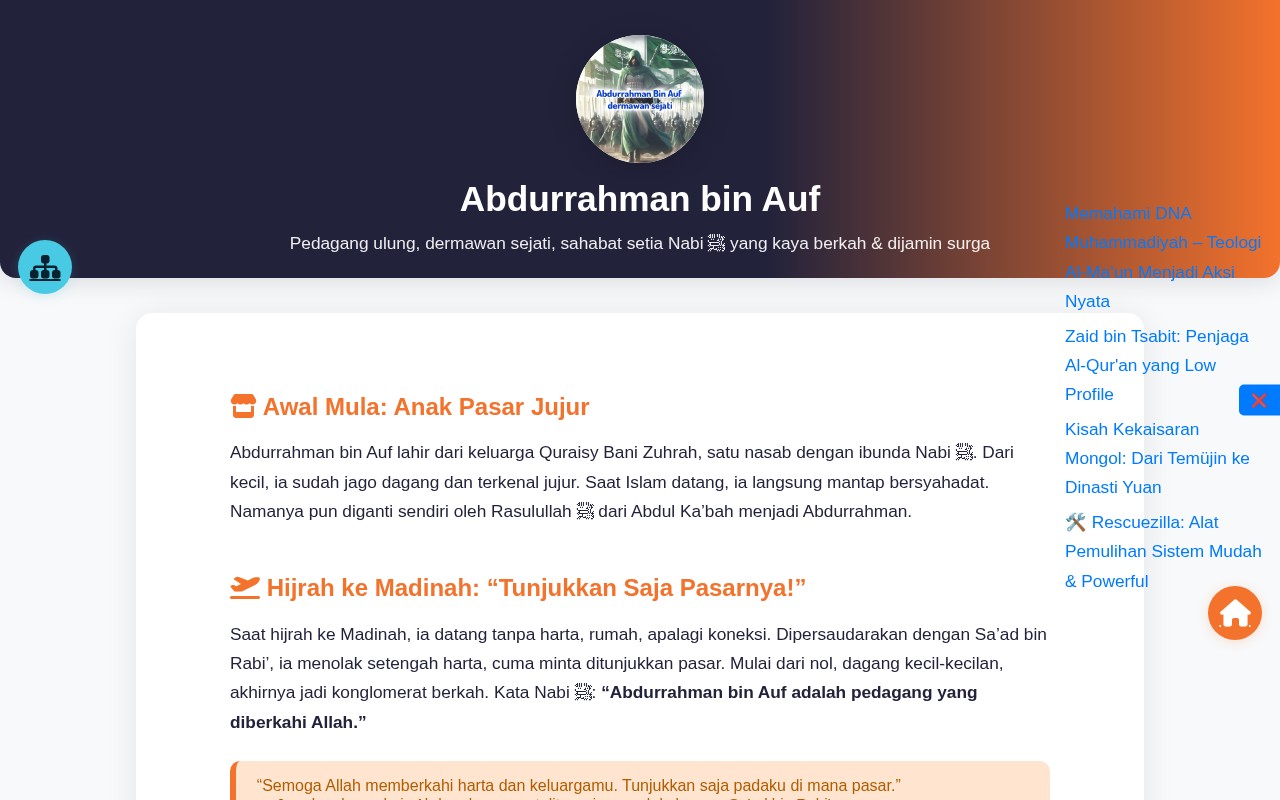 Abdurrahman Bin Auf
dermawan sejati
Abdurrahman bin Auf
Pedagang ulung, dermawan sejati, sahabat setia Nabi ﷺ yang kaya berkah & dijamin surga
Memahami DNA
Muhammadiyah – Teologi
Al-Ma'un Menjadi Aksi
Nyata
Zaid bin Tsabit: Penjaga
Al-Qur'an yang Low
Profile
Kisah Kekaisaran
Mongol: Dari Temüjin ke
Dinasti Yuan
🛠️ Rescuezilla: Alat
Pemulihan Sistem Mudah
& Powerful
Awal Mula: Anak Pasar Jujur
Abdurrahman bin Auf lahir dari keluarga Quraisy Bani Zuhrah, satu nasab dengan ibunda Nabi ﷺ. Dari
kecil, ia sudah jago dagang dan terkenal jujur. Saat Islam datang, ia langsung mantap bersyahadat.
Namanya pun diganti sendiri oleh Rasulullah ﷺ dari Abdul Ka’bah menjadi Abdurrahman.
Hijrah ke Madinah: “Tunjukkan Saja Pasarnya!”
Saat hijrah ke Madinah, ia datang tanpa harta, rumah, apalagi koneksi. Dipersaudarakan dengan Sa’ad bin
Rabi’, ia menolak setengah harta, cuma minta ditunjukkan pasar. Mulai dari nol, dagang kecil-kecilan,
akhirnya jadi konglomerat berkah. Kata Nabi ﷺ: “Abdurrahman bin Auf adalah pedagang yang
diberkahi Allah.”
“Semoga Allah memberkahi harta dan keluargamu. Tunjukkan saja padaku di mana pasar.”